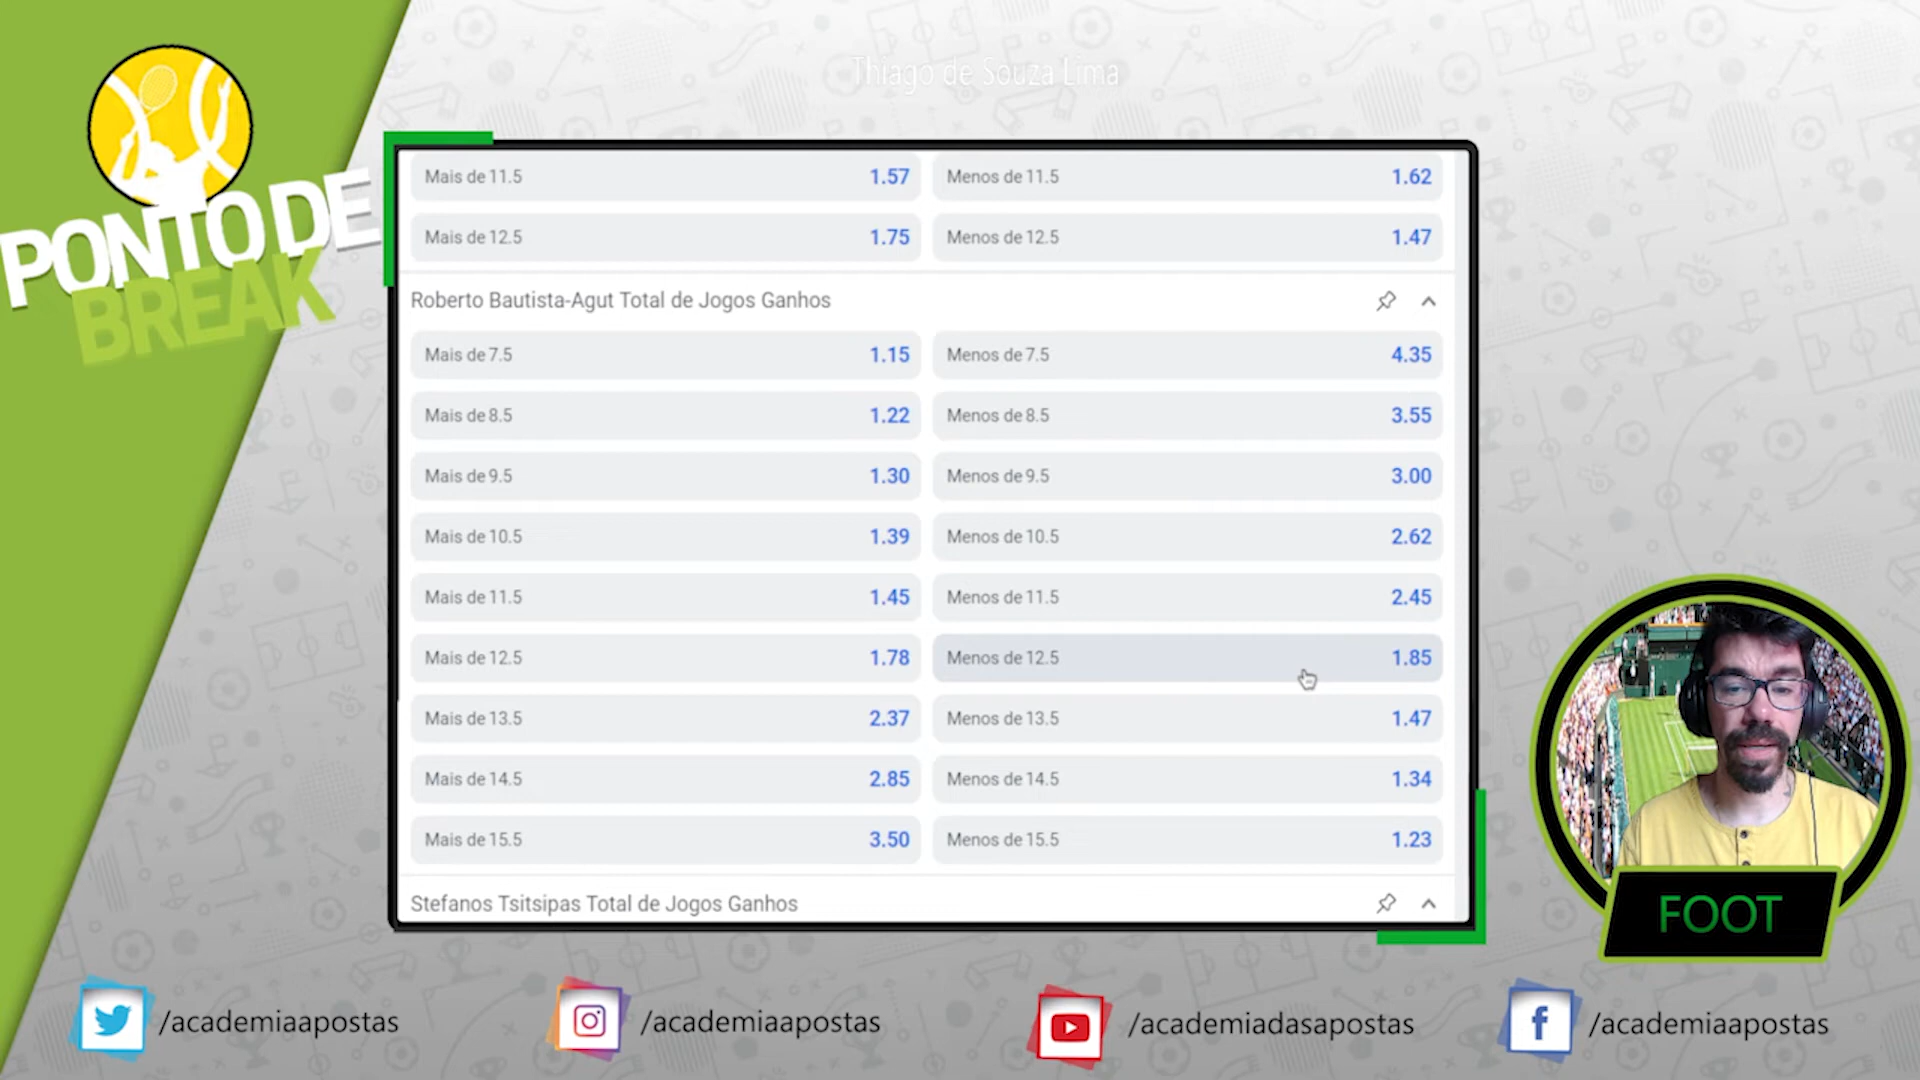 Thiago de Souza Lima
PONTO DE
BREAK
Mais de 11.5 1.57 Menos de 11.5 1.62
Mais de 12.5 1.75 Menos de 12.5 1.47
Roberto Bautista-Agut Total de Jogos Ganhos
Mais de 7.5 1.15 Menos de 7.5 4.35
Mais de 8.5 1.22 Menos de 8.5 3.55
Mais de 9.5 1.30 Menos de 9.5 3.00
Mais de 10.5 1.39 Menos de 10.5 2.62
Mais de 11.5 1.45 Menos de 11.5 2.45
Mais de 12.5 1.78 Menos de 12.5 1.85
Mais de 13.5 2.37 Menos de 13.5 1.47
Mais de 14.5 2.85 Menos de 14.5 1.34
Mais de 15.5 3.50 Menos de 15.5 1.23
Stefanos Tsitsipas Total de Jogos Ganhos
FOOT
/academiaapostas /academiaapostas /academiadasapostas /academiaapostas